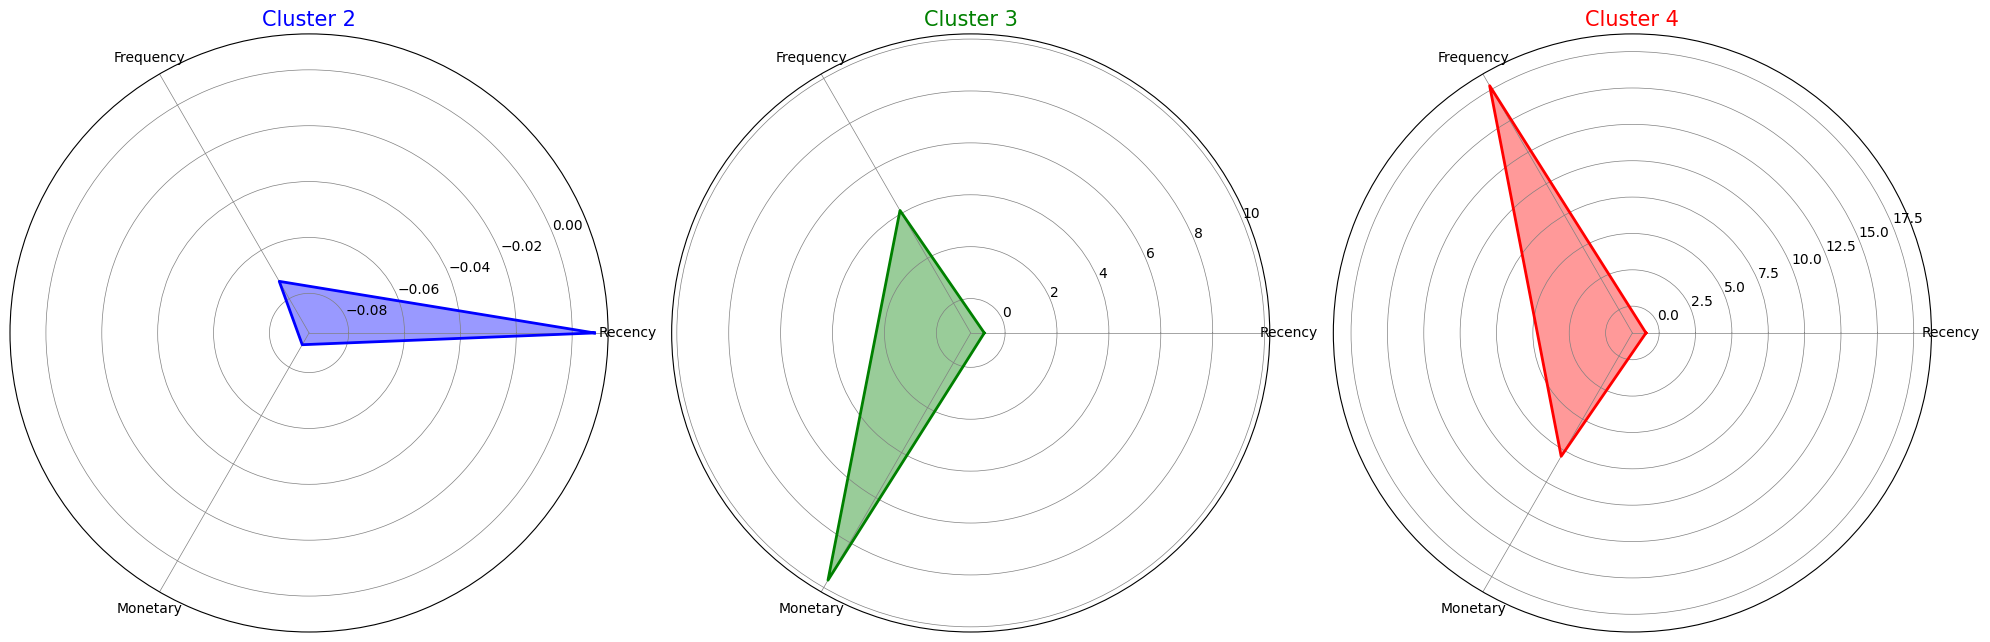 Cluster 2
Frequency
0.00
−0.02
−0.04
−0.06
−0.08
Recency
Monetary
Cluster 3
Frequency
10
8
6
4
2
0
Recency
Monetary
Cluster 4
Frequency
17.5
15.0
12.5
10.0
7.5
5.0
2.5
0.0
Recency
Monetary